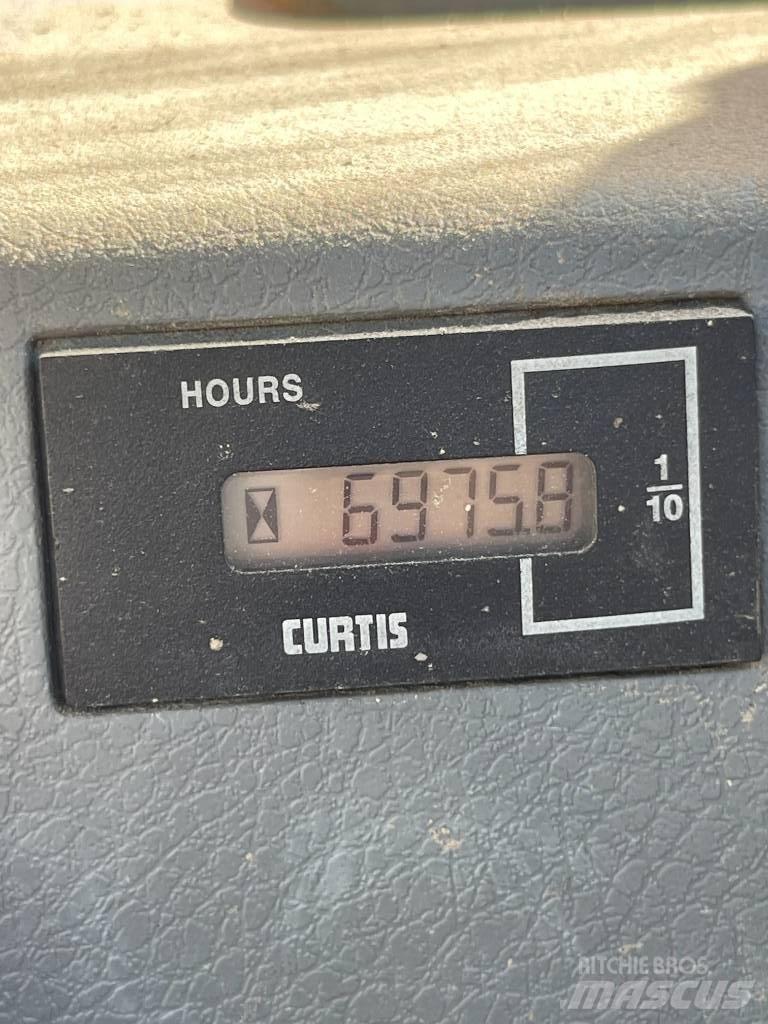 HOURS
6975.8
1
10
CURTIS
RITCHIE BROS.
MASCUS